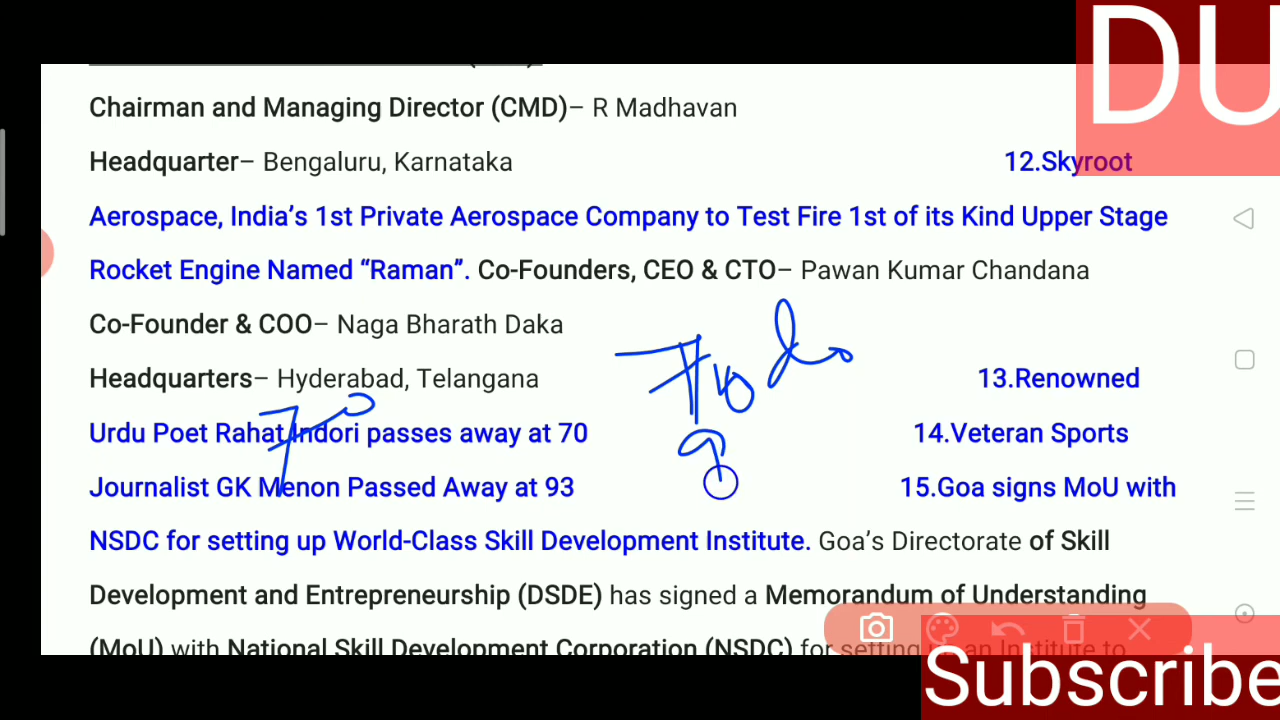 DU
Chairman and Managing Director (CMD)– R Madhavan
Headquarter– Bengaluru, Karnataka 12.Skyroot
Aerospace, India’s 1st Private Aerospace Company to Test Fire 1st of its Kind Upper Stage
Rocket Engine Named “Raman”. Co-Founders, CEO & CTO– Pawan Kumar Chandana
Co-Founder & COO– Naga Bharath Daka
Headquarters– Hyderabad, Telangana 13.Renowned
70
Urdu Poet Rahat Indori passes away at 70 14.Veteran Sports
Journalist GK Menon Passed Away at 93 15.Goa signs MoU with
NSDC for setting up World-Class Skill Development Institute. Goa’s Directorate of Skill
Development and Entrepreneurship (DSDE) has signed a Memorandum of Understanding
(MoU) with National Skill Development Corporation (NSDC) for setting up an Institute to
Subscribe